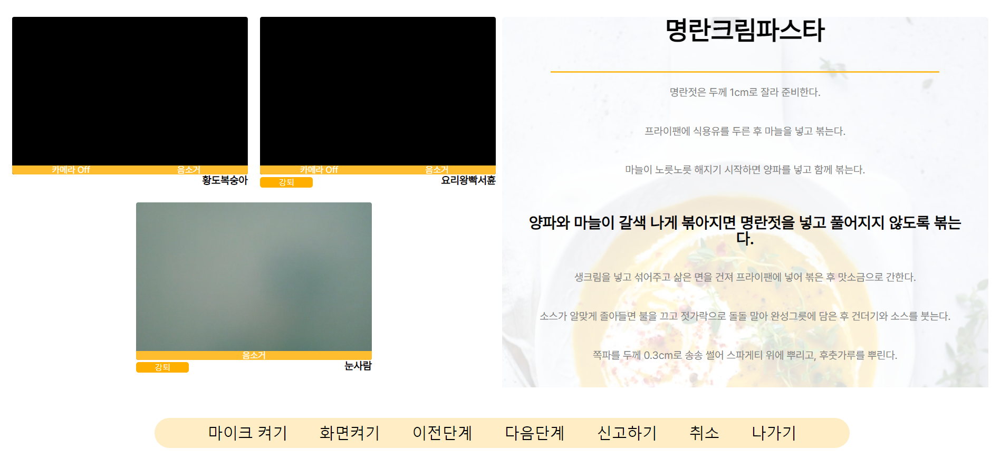 카메라 Off 음소거
황도복숭아
카메라 Off 음소거
강퇴 요리왕빡서훈
음소거
강퇴 눈사람
명란크림파스타
명란젓은 두께 1cm로 잘라 준비한다.
프라이팬에 식용유를 두른 후 마늘을 넣고 볶는다.
마늘이 노릇노릇 해지기 시작하면 양파를 넣고 함께 볶는다.
양파와 마늘이 갈색 나게 볶아지면 명란젓을 넣고 풀어지지 않도록 볶는
다.
생크림을 넣고 섞어주고 삶은 면을 건져 프라이팬에 넣어 볶은 후 맛소금으로 간한다.
소스가 알맞게 졸아들면 불을 끄고 젓가락으로 돌돌 말아 완성그릇에 담은 후 건더기와 소스를 붓는다.
쪽파를 두께 0.3cm로 송송 썰어 스파게티 위에 뿌리고, 후춧가루를 뿌린다.
마이크 켜기 화면켜기 이전단계 다음단계 신고하기 취소 나가기